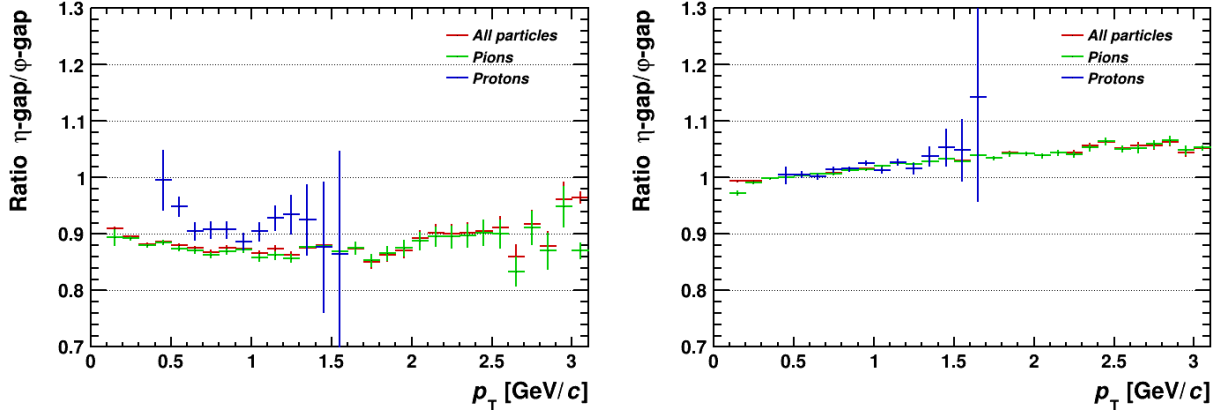 Ratio η-gap/φ-gap
1.3
1.2
1.1
1
0.9
0.8
0.7
All particles
Pions
Protons
0 0.5 1 1.5 2 2.5 3
p_T [GeV/c]
Ratio η-gap/φ-gap
1.3
1.2
1.1
1
0.9
0.8
0.7
All particles
Pions
Protons
0 0.5 1 1.5 2 2.5 3
p_T [GeV/c]